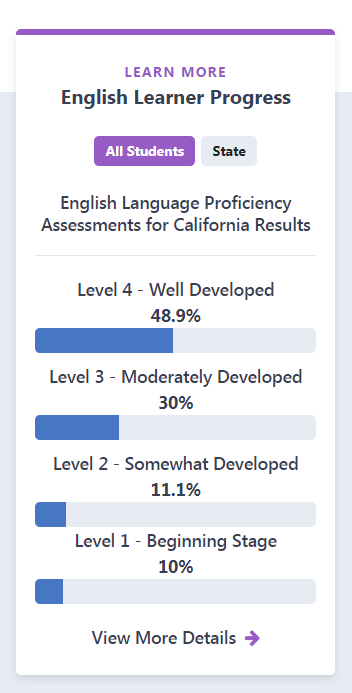 LEARN MORE
English Learner Progress
All Students State
English Language Proficiency
Assessments for California Results
Level 4 - Well Developed
48.9%
Level 3 - Moderately Developed
30%
Level 2 - Somewhat Developed
11.1%
Level 1 - Beginning Stage
10%
View More Details